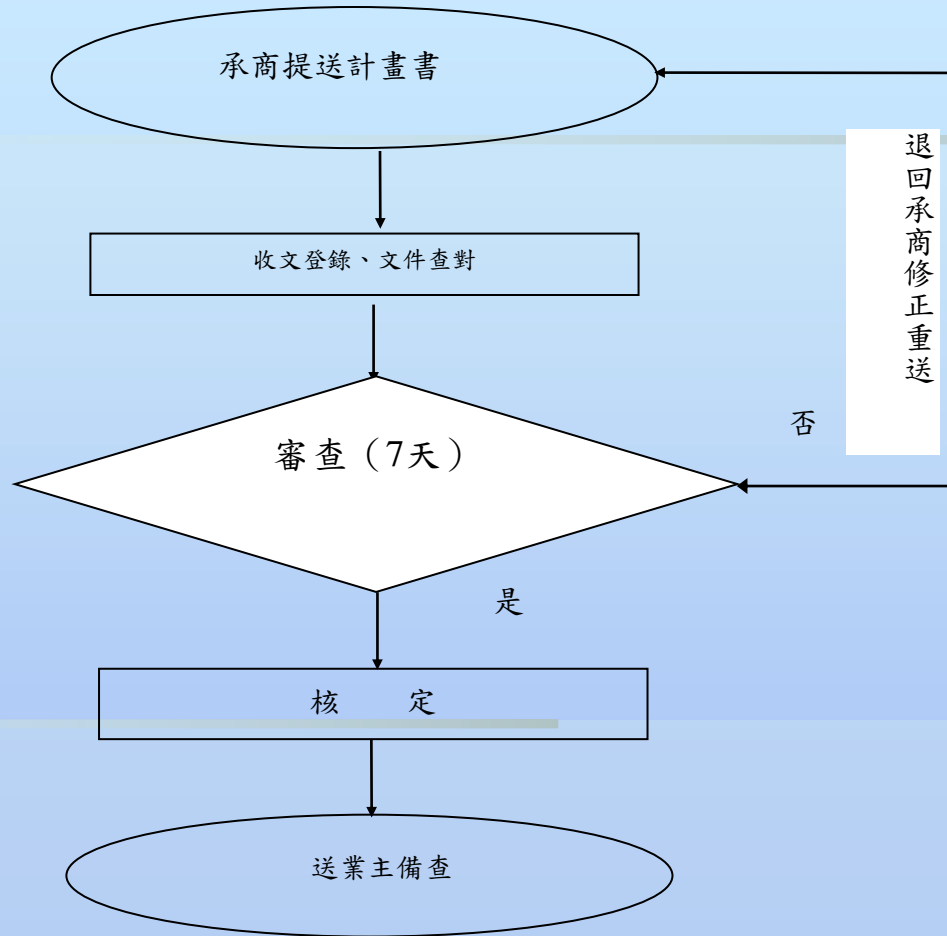 承商提送計畫書
退回承商修正重送
收文登錄、文件查對
否
審查（7天）
是
核 定
送業主備查